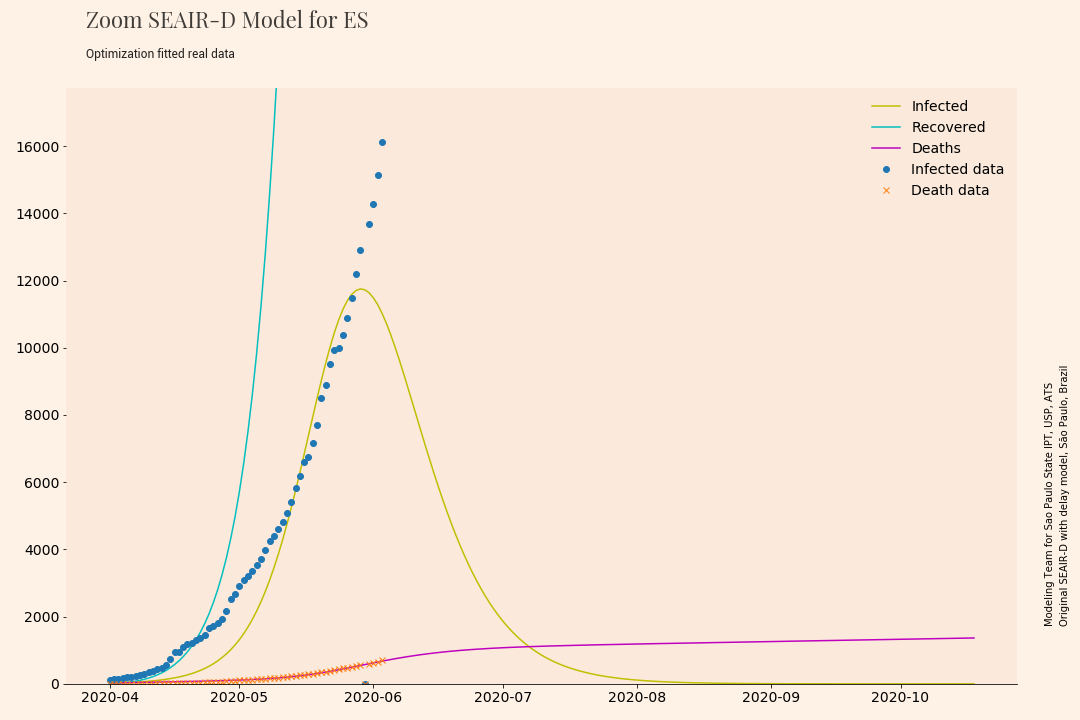 Zoom SEAIR-D Model for ES
Optimization fitted real data
Infected
Recovered
Deaths
Infected data
Death data
16000
14000
12000
10000
8000
6000
4000
2000
0
2020-04
2020-05
2020-06
2020-07
2020-08
2020-09
2020-10
Modeling Team for Sao Paulo State IPT, USP, ATS
Original SEAIR-D with delay model, São Paulo, Brazil